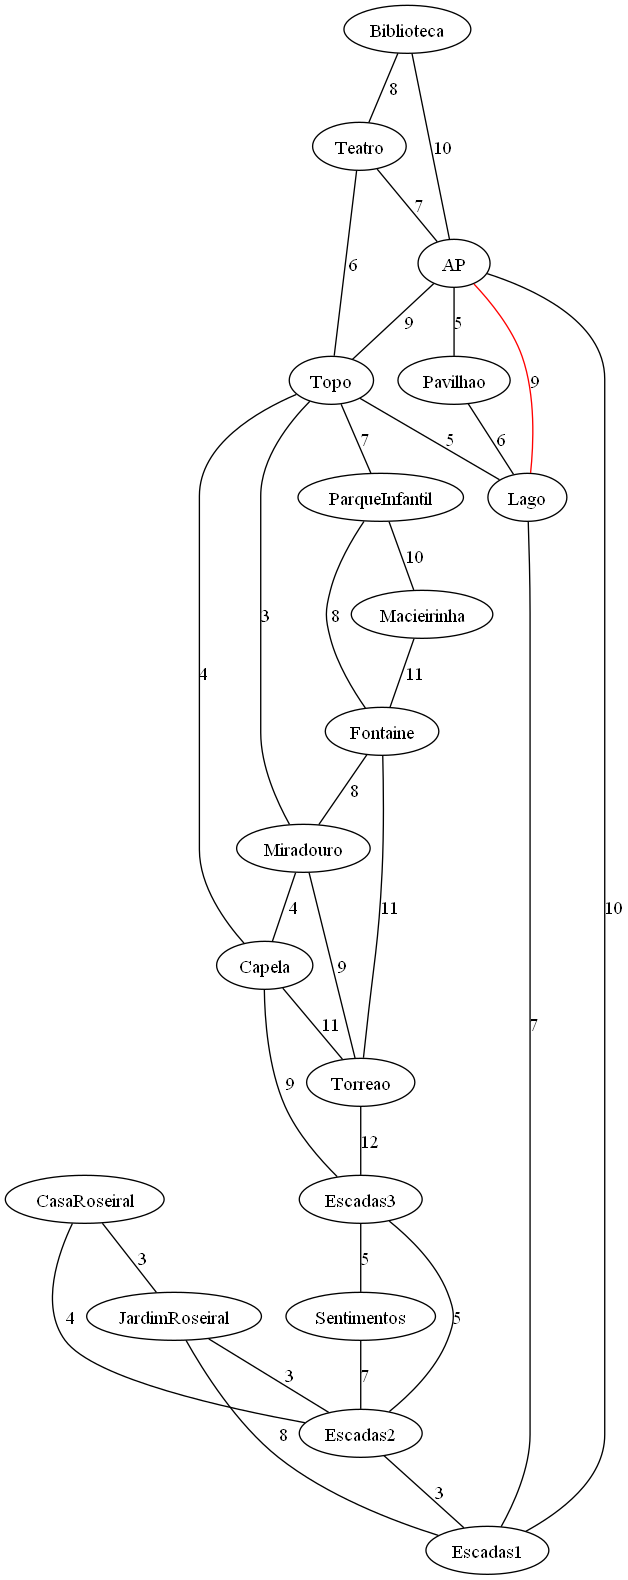 Biblioteca
8
Teatro
10
7
AP
6
9
5
9
Topo
Pavilhao
7
5
6
ParqueInfantil
Lago
10
3
8
Macieirinha
4
11
Fontaine
8
Miradouro
4
11
10
9
Capela
11
7
9
Torreao
12
CasaRoseiral
Escadas3
3
5
JardimRoseiral
Sentimentos
4
5
3
7
8
Escadas2
3
Escadas1